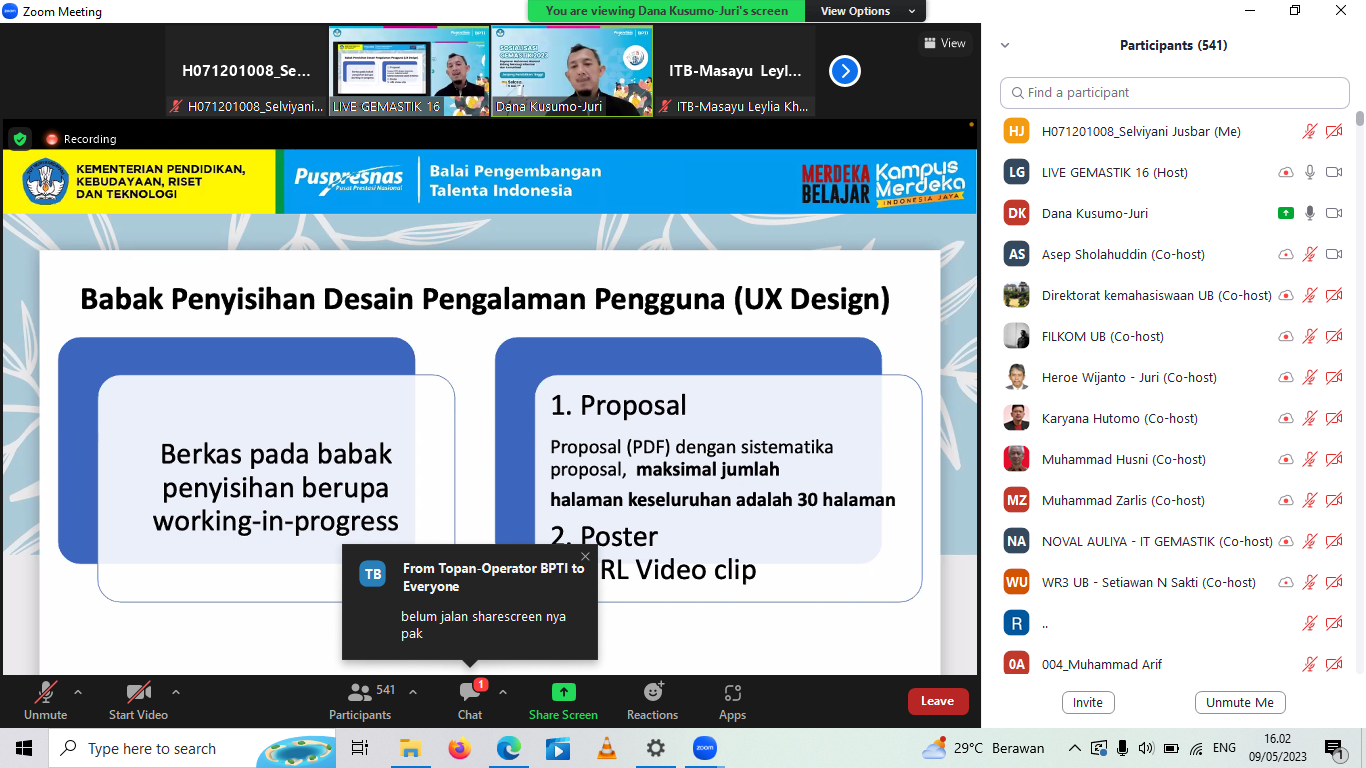 Zoom Meeting
You are viewing Dana Kusumo-Juri's screen
View Options
H071201008_Se...
H071201008_Selviyani...
LIVE GEMASTIK 16
Dana Kusumo-Juri
ITB-Masayu Leyl...
ITB-Masayu Leylia Kh...
View
Recording
KEMENTERIAN PENDIDIKAN,
KEBUDAYAAN, RISET
DAN TEKNOLOGI
Puspresnas
Pusat Prestasi Nasional
Balai Pengembangan
Talenta Indonesia
MERDEKA
BELAJAR
Kampus
Merdeka
INDONESIA JAYA
Babak Penyisihan Desain Pengalaman Pengguna (UX Design)
Berkas pada babak
penyisihan berupa
working-in-progress
1. Proposal
Proposal (PDF) dengan sistematika
proposal, maksimal jumlah
halaman keseluruhan adalah 30 halaman
2. Poster
RL Video clip
TB
From Topan-Operator BPTI to
Everyone
belum jalan sharescreen nya
pak
Unmute
Start Video
541
Participants
1
Chat
Share Screen
Reactions
Apps
Leave
Participants (541)
Find a participant
HJ H071201008_Selviyani Jusbar (Me)
LG LIVE GEMASTIK 16 (Host)
DK Dana Kusumo-Juri
AS Asep Sholahuddin (Co-host)
Direktorat kemahasiswaan UB (Co-host)
FILKOM UB (Co-host)
Heroe Wijanto - Juri (Co-host)
Karyana Hutomo (Co-host)
Muhammad Husni (Co-host)
MZ Muhammad Zarlis (Co-host)
NA NOVAL AULIYA - IT GEMASTIK (Co-host)
WU WR3 UB - Setiawan N Sakti (Co-host)
R ..
0A 004_Muhammad Arif
Invite
Unmute Me
Type here to search
zoom
29°C Berawan
ENG
16.02
09/05/2023
1